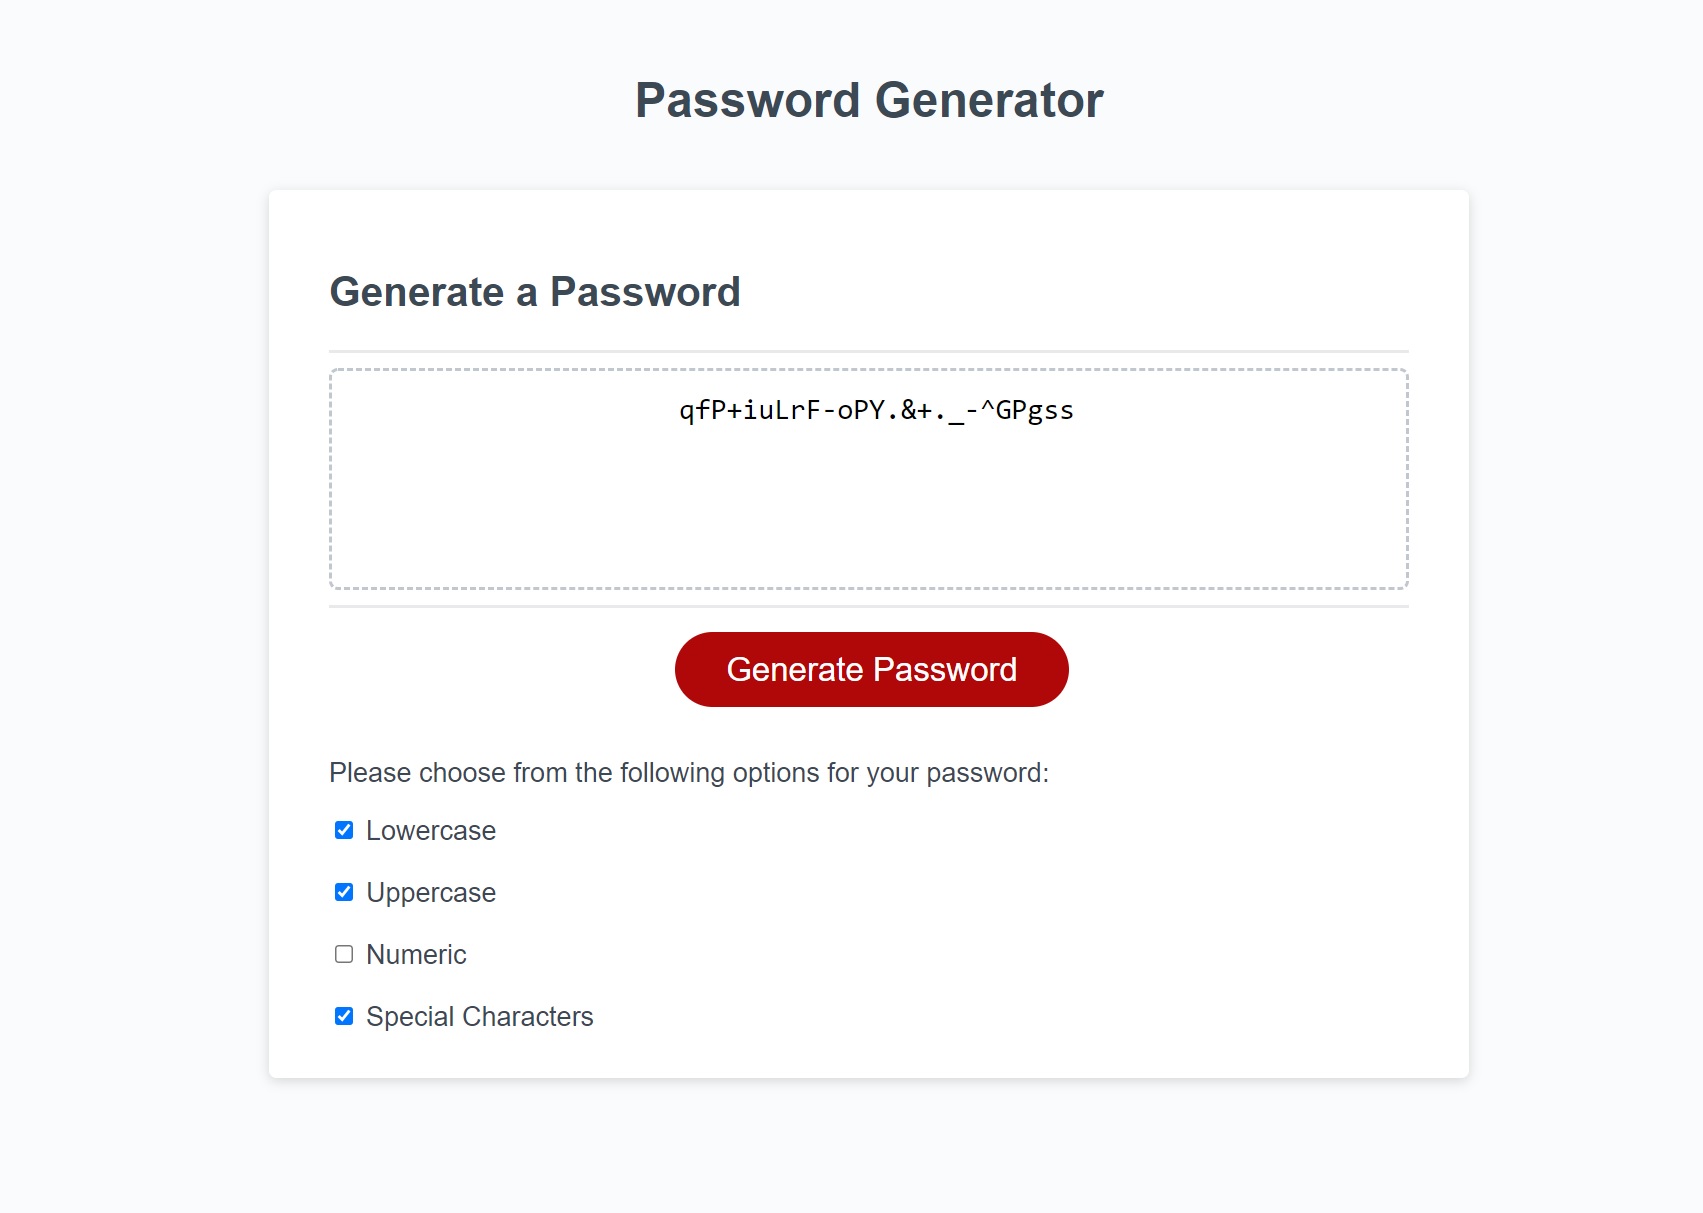 Password Generator
Generate a Password
qfP+iuLrF-oPY.&+._-^GPgss
Generate Password
Please choose from the following options for your password:
Lowercase
Uppercase
Numeric
Special Characters